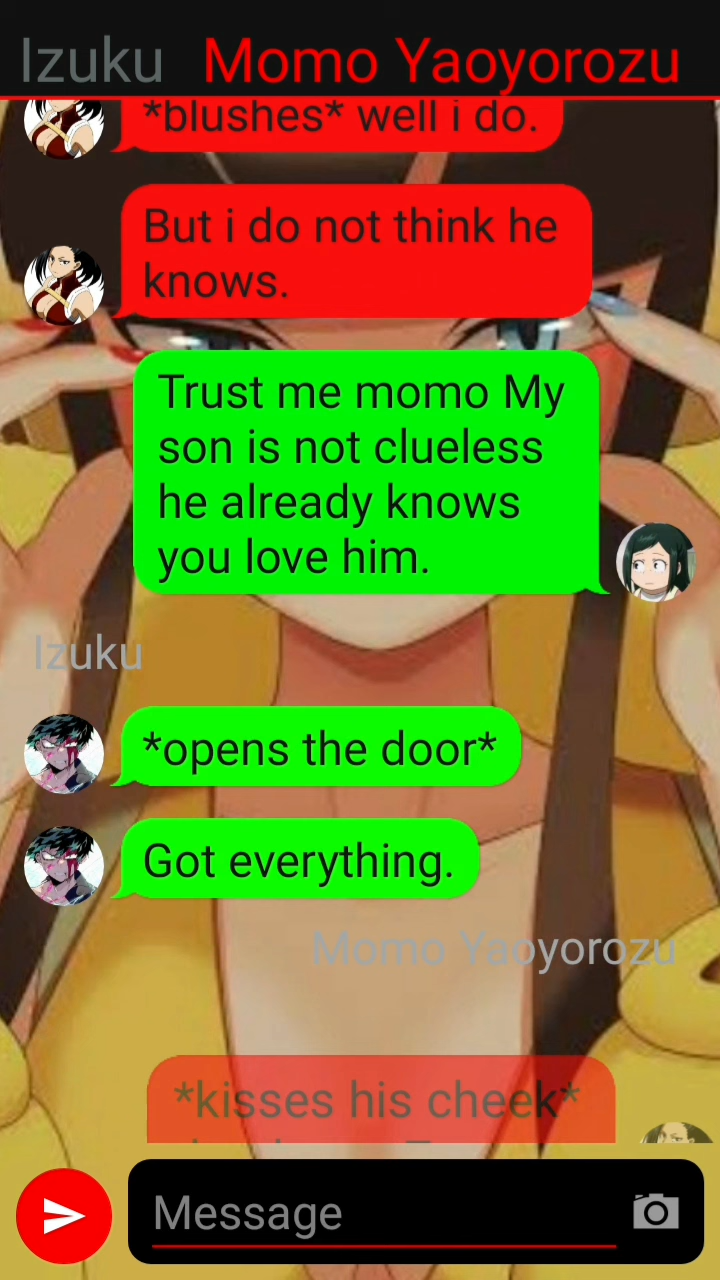 Izuku Momo Yaoyorozu
*blushes* well i do.
But i do not think he
knows.
Trust me momo My
son is not clueless
he already knows
you love him.
Izuku
*opens the door*
Got everything.
Momo Yaoyorozu
*kisses his cheek*
Message